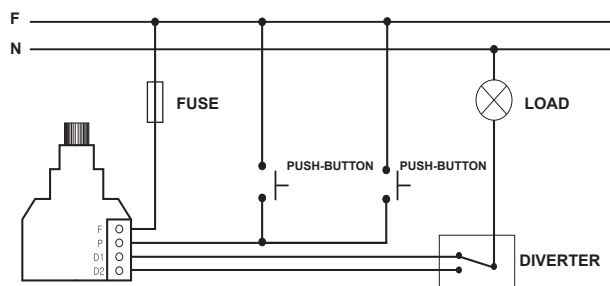 F
N
FUSE
LOAD
PUSH-BUTTON
PUSH-BUTTON
F
P
D1
D2
DIVERTER